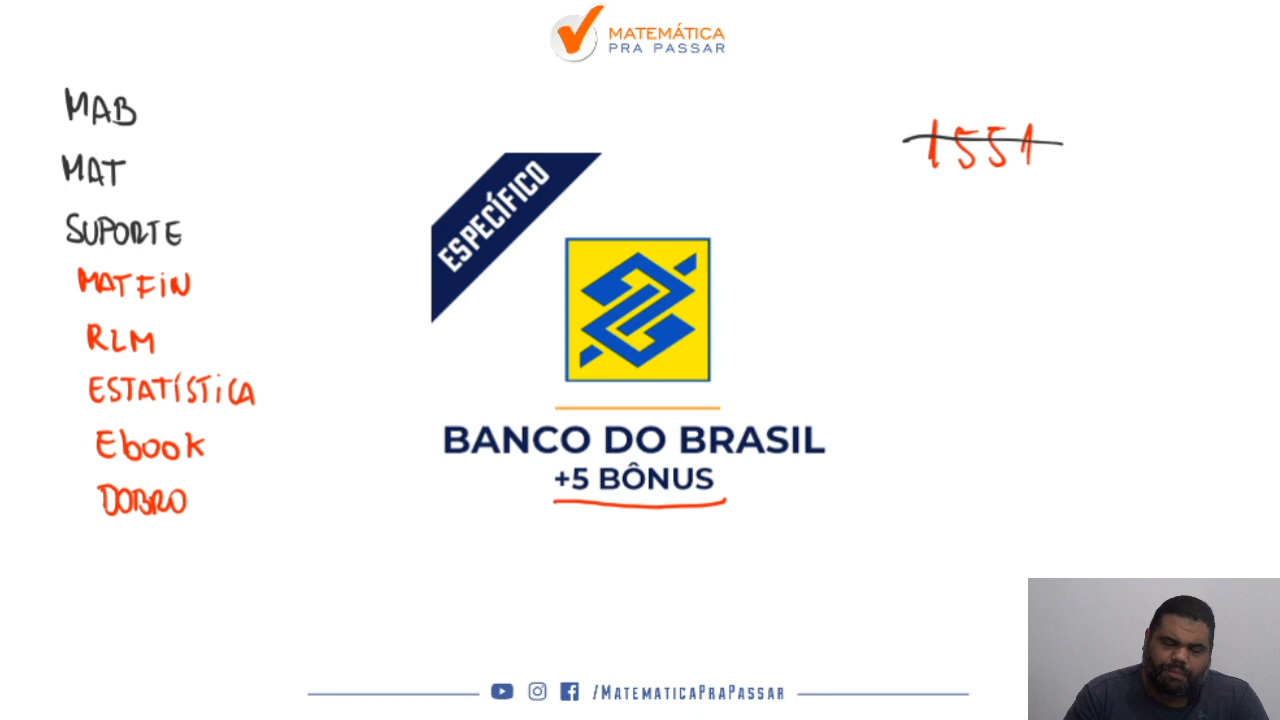 MATEMÁTICA
PRA PASSAR
MAB
MAT
SUPORTE
MATFIN
RLM
ESTATÍSTICA
Ebook
DOBRO
1551
ESPECÍFICO
BANCO DO BRASIL
+5 BÔNUS
/MATEMATICAPRAPASSAR